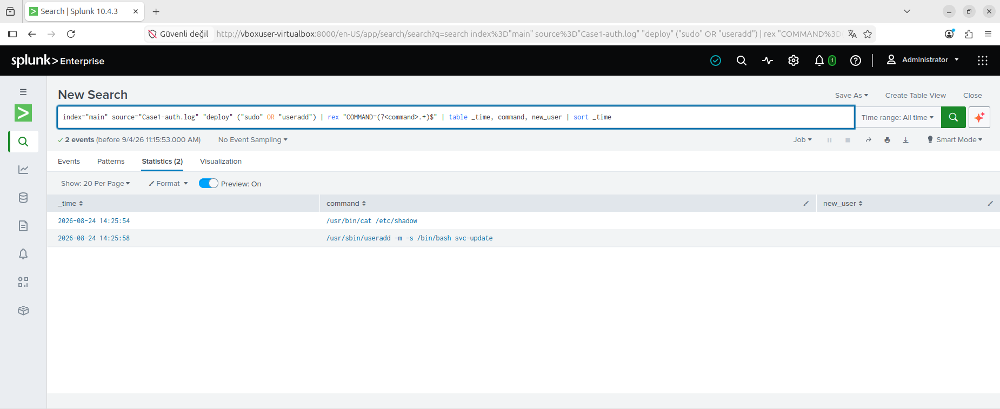 Search | Splunk 10.4.3
Güvenli değil http://vboxuser-virtualbox:8000/en-US/app/search/search?q=search index%3D"main" source%3D"Case1-auth.log" "deploy" ("sudo" OR "useradd") | rex "COMMAND%3D(
splunk> Enterprise
1
Administrator
New Search
Save As
Create Table View
Close
index="main" source="Case1-auth.log" "deploy" ("sudo" OR "useradd") | rex "COMMAND=(?<command>.+)$" | table _time, command, new_user | sort _time
Time range: All time
2 events (before 9/4/26 11:15:53.000 AM)
No Event Sampling
Job
Smart Mode
Events
Patterns
Statistics (2)
Visualization
Show: 20 Per Page
Format
Preview: On
_time command new_user
2026-08-24 14:25:54 /usr/bin/cat /etc/shadow
2026-08-24 14:25:58 /usr/sbin/useradd -m -s /bin/bash svc-update